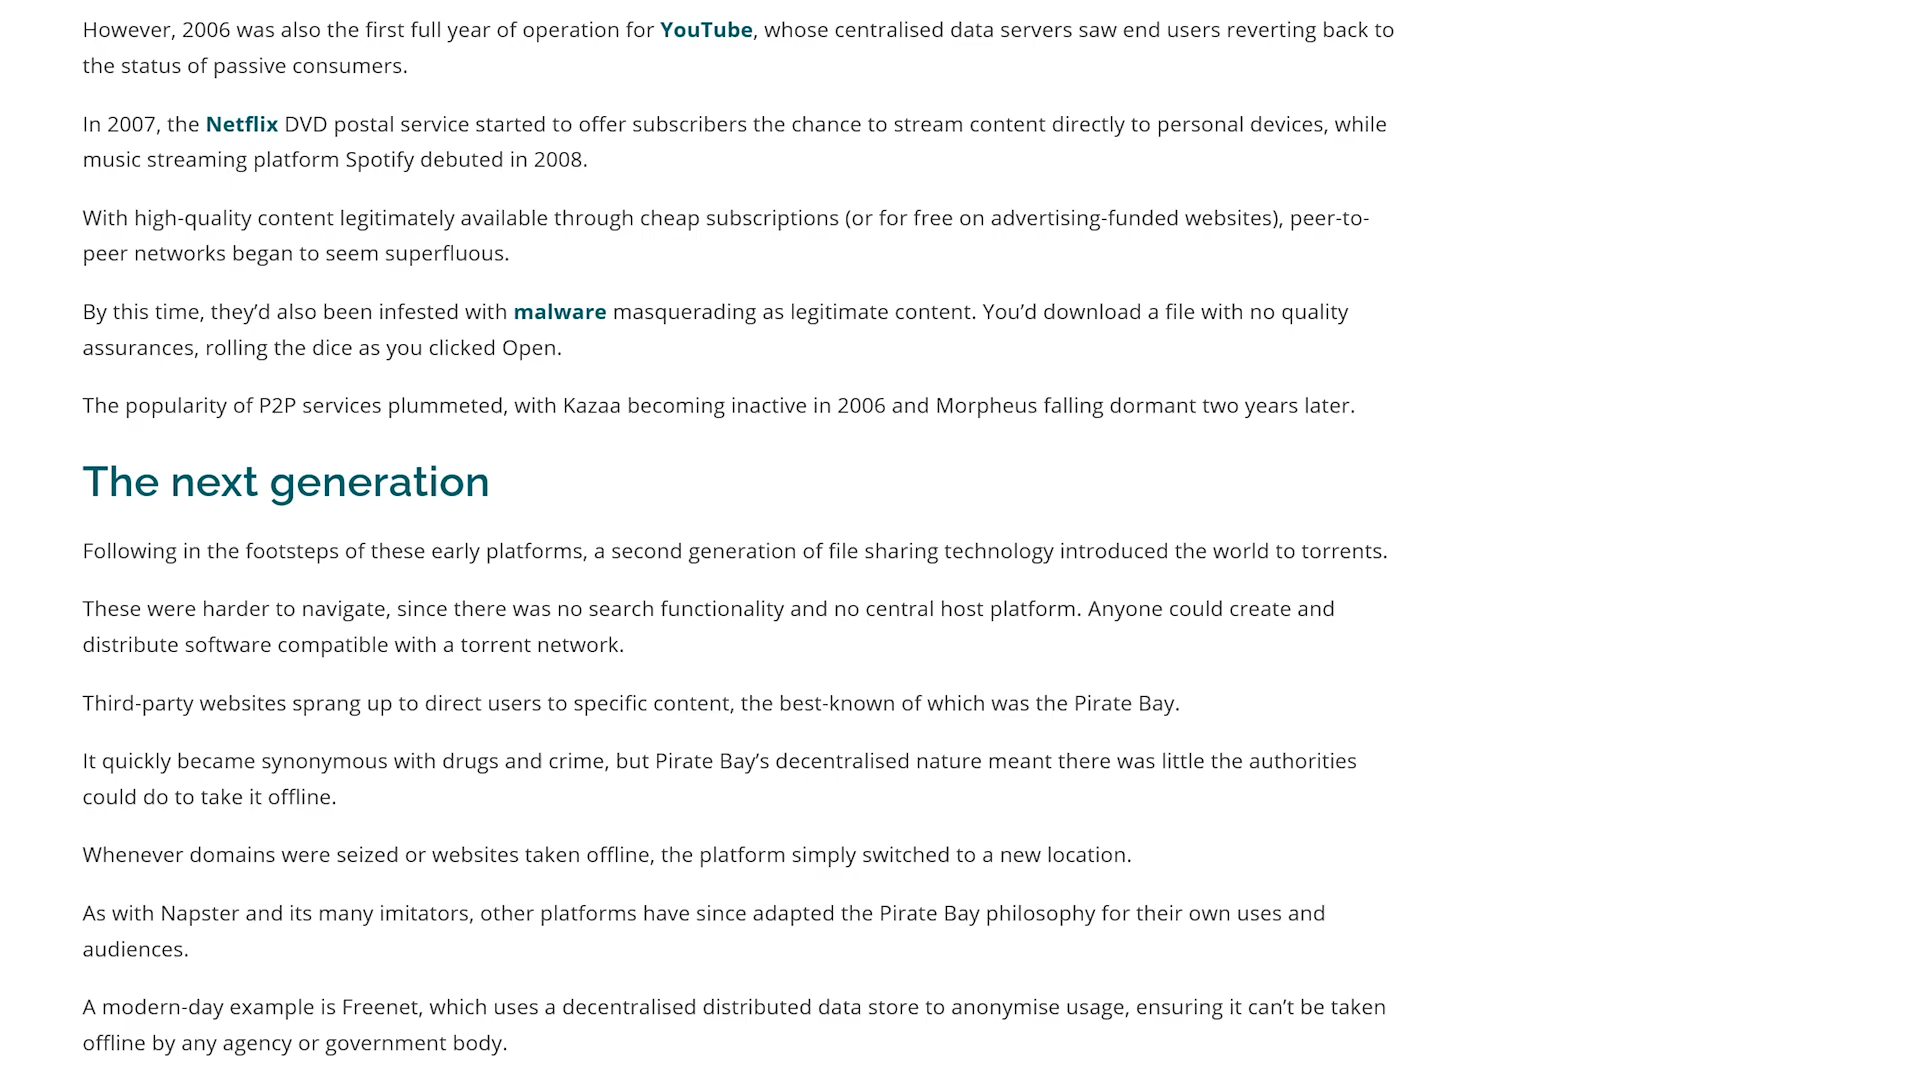 However, 2006 was also the first full year of operation for YouTube, whose centralised data servers saw end users reverting back to
the status of passive consumers.
In 2007, the Netflix DVD postal service started to offer subscribers the chance to stream content directly to personal devices, while
music streaming platform Spotify debuted in 2008.
With high-quality content legitimately available through cheap subscriptions (or for free on advertising-funded websites), peer-to-
peer networks began to seem superfluous.
By this time, they’d also been infested with malware masquerading as legitimate content. You’d download a file with no quality
assurances, rolling the dice as you clicked Open.
The popularity of P2P services plummeted, with Kazaa becoming inactive in 2006 and Morpheus falling dormant two years later.
The next generation
Following in the footsteps of these early platforms, a second generation of file sharing technology introduced the world to torrents.
These were harder to navigate, since there was no search functionality and no central host platform. Anyone could create and
distribute software compatible with a torrent network.
Third-party websites sprang up to direct users to specific content, the best-known of which was the Pirate Bay.
It quickly became synonymous with drugs and crime, but Pirate Bay’s decentralised nature meant there was little the authorities
could do to take it offline.
Whenever domains were seized or websites taken offline, the platform simply switched to a new location.
As with Napster and its many imitators, other platforms have since adapted the Pirate Bay philosophy for their own uses and
audiences.
A modern-day example is Freenet, which uses a decentralised distributed data store to anonymise usage, ensuring it can’t be taken
offline by any agency or government body.